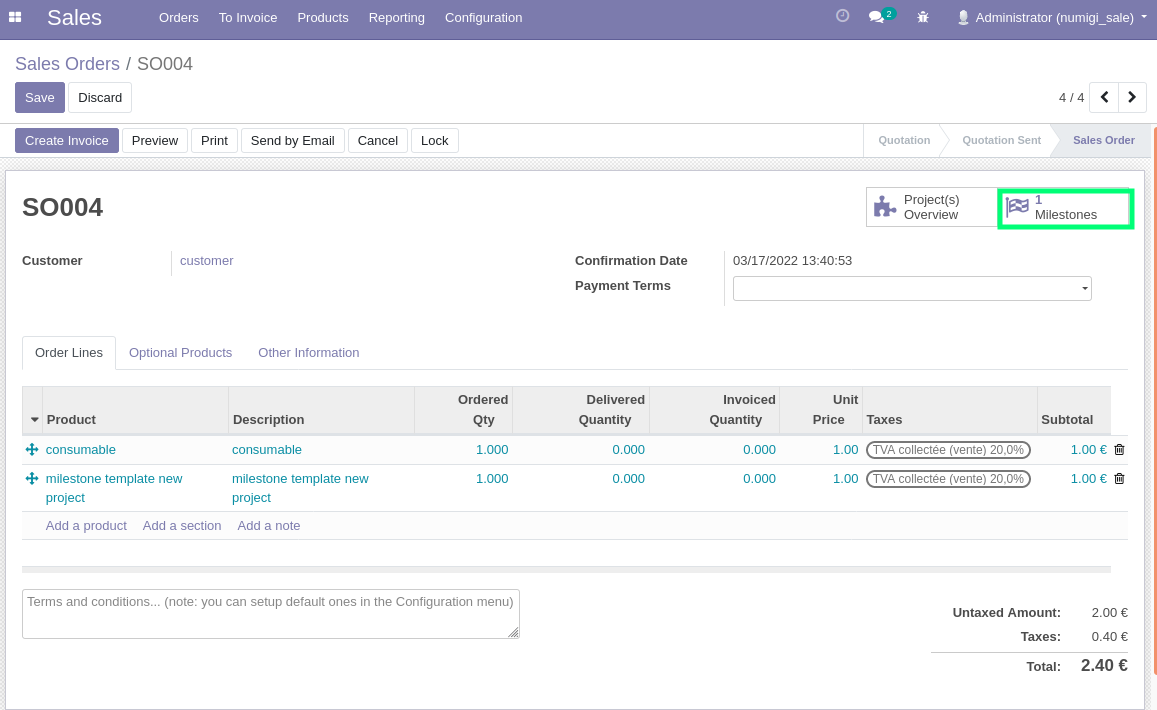 Sales Orders To Invoice Products Reporting Configuration 2 Administrator (numigi_sale)
Sales Orders / SO004
Save Discard 4 / 4
Create Invoice Preview Print Send by Email Cancel Lock Quotation Quotation Sent Sales Order
SO004
Project(s)
Overview
1
Milestones
Customer customer
Confirmation Date 03/17/2022 13:40:53
Payment Terms
Order Lines Optional Products Other Information
Product Description Ordered Qty Delivered Quantity Invoiced Quantity Unit Price Taxes Subtotal
consumable consumable 1.000 0.000 0.000 1.00 TVA collectée (vente) 20,0% 1.00 €
milestone template new project milestone template new project 1.000 0.000 0.000 1.00 TVA collectée (vente) 20,0% 1.00 €
Add a product Add a section Add a note
Terms and conditions... (note: you can setup default ones in the Configuration menu)
Untaxed Amount: 2.00 €
Taxes: 0.40 €
Total: 2.40 €